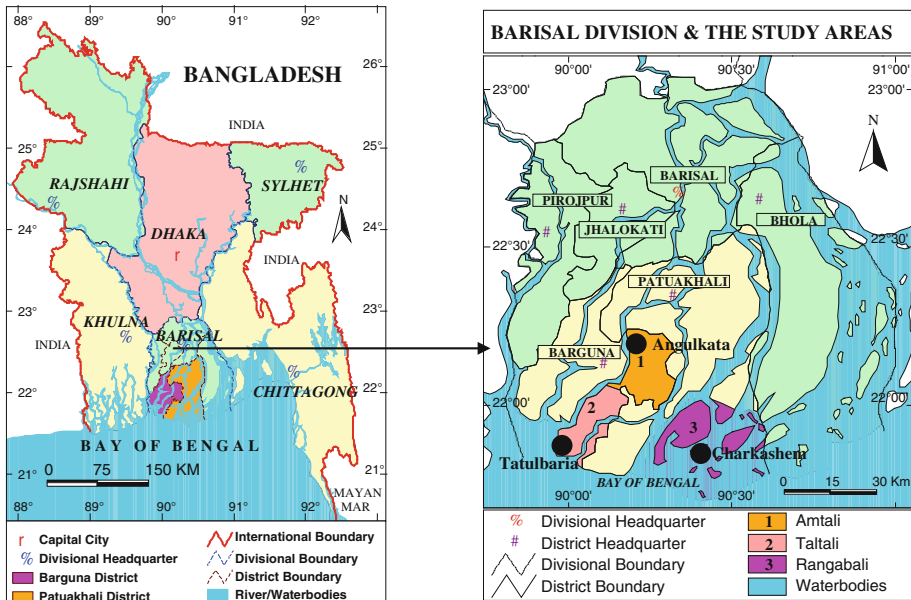 88° 89° 90° 91° 92°
BANGLADESH
26°
INDIA
25°
25°
RAJSHAHI
%
%
SYLHET
N
24°
24°
DHAKA
r
INDIA
23°
23°
KHULNA
%
BARISAL
%
INDIA
22°
22°
%
CHITTAGONG
BAY OF BENGAL
0 75 150 KM
21°
21°
MAYAN
MAR
88° 89° 90° 91° 92°
r Capital City
% Divisional Headquarter
Barguna District
Patuakhali District
International Boundary
Divisional Boundary
District Boundary
River/Waterbodies
BARISAL DIVISION & THE STUDY AREAS
90°00' 90°30' 91°00'
23°00'
23°00'
N
BARISAL
%
PIROJPUR
#
#
#
JHALOKATI
BHOLA
22°30'
22°30'
PATUAKHALI
#
Angulkata
BARGUNA
#
1
22°00'
22°00'
2
3
Tatulbaria
Charkashem
BAY OF BENGAL
0 15 30 Km
90°00' 90°30'
% Divisional Headquarter
# District Headquarter
Divisional Boundary
District Boundary
1 Amtali
2 Taltali
3 Rangabali
Waterbodies